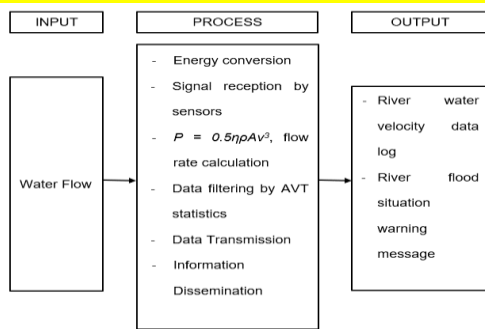 INPUT
PROCESS
OUTPUT
Water Flow
- Energy conversion
- Signal reception by
sensors
- P = 0.5ηρAv³, flow
rate calculation
- Data filtering by AVT
statistics
- Data Transmission
- Information
Dissemination
- River water
velocity data
log
- River flood
situation
warning
message